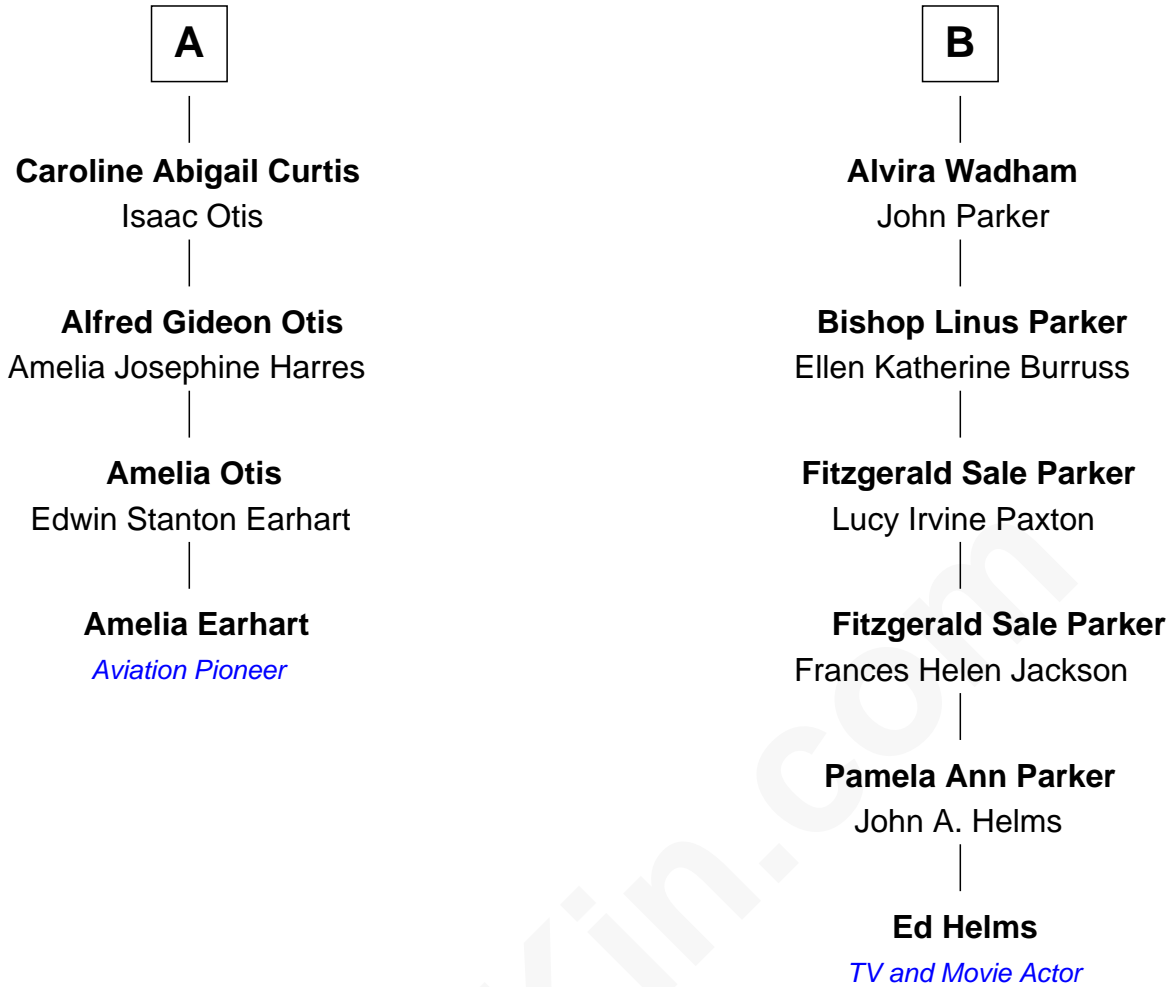 A
Caroline Abigail Curtis
Isaac Otis
Alfred Gideon Otis
Amelia Josephine Harres
Amelia Otis
Edwin Stanton Earhart
Amelia Earhart
Aviation Pioneer
B
Alvira Wadham
John Parker
Bishop Linus Parker
Ellen Katherine Burruss
Fitzgerald Sale Parker
Lucy Irvine Paxton
Fitzgerald Sale Parker
Frances Helen Jackson
Pamela Ann Parker
John A. Helms
Ed Helms
TV and Movie Actor
Kin.com